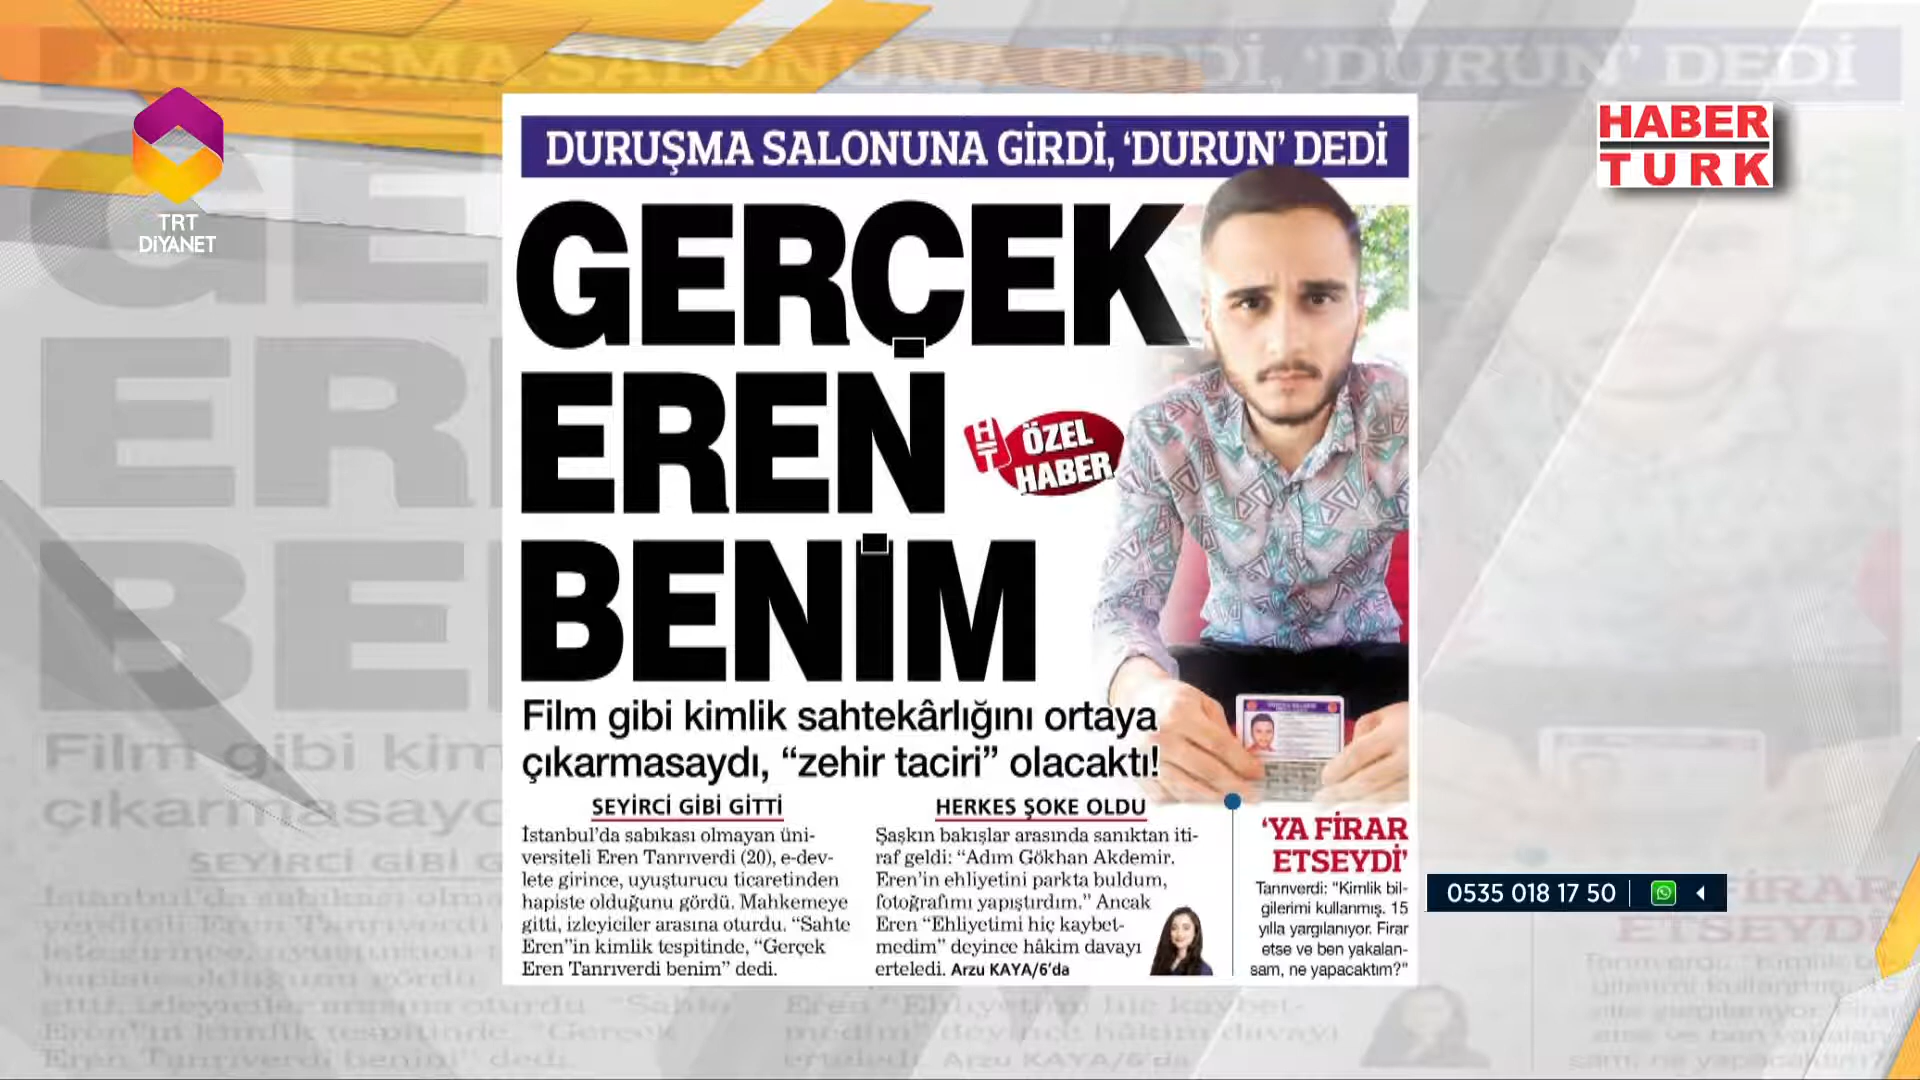 DURUŞMA SALONUNA GİRDİ, ‘DURUN’ DEDİ
TRT
DİYANET
HABER
TURK
DURUŞMA SALONUNA GİRDİ, ‘DURUN’ DEDİ
GERÇEK
EREN
BENİM
HT
ÖZEL
HABER
Film gibi kimlik sahtekârlığını ortaya
çıkarmasaydı, “zehir taciri” olacaktı!
SEYİRCİ GİBİ GİTTİ
İstanbul’da sabıkası olmayan üni-
versiteli Eren Tanrıverdi (20), e-dev-
lete girince, uyuşturucu ticaretinden
hapiste olduğunu gördü. Mahkemeye
gitti, izleyiciler arasına oturdu. “Sahte
Eren”in kimlik tespitinde, “Gerçek
Eren Tanrıverdi benim” dedi.
HERKES ŞOKE OLDU
Şaşkın bakışlar arasında sanıktan iti-
raf geldi: “Adım Gökhan Akdemir.
Eren’in ehliyetini parkta buldum,
fotoğrafımı yapıştırdım.” Ancak
Eren “Ehliyetimi hiç kaybet-
medim” deyince hâkim davayı
erteledi. Arzu KAYA/6’da
‘YA FİRAR
ETSEYDİ’
Tanrıverdi: “Kimlik bil-
gilerimi kullanmış. 15
yılla yargılanıyor. Firar
etse ve ben yakalan-
sam, ne yapacaktım?”
0535 018 17 50